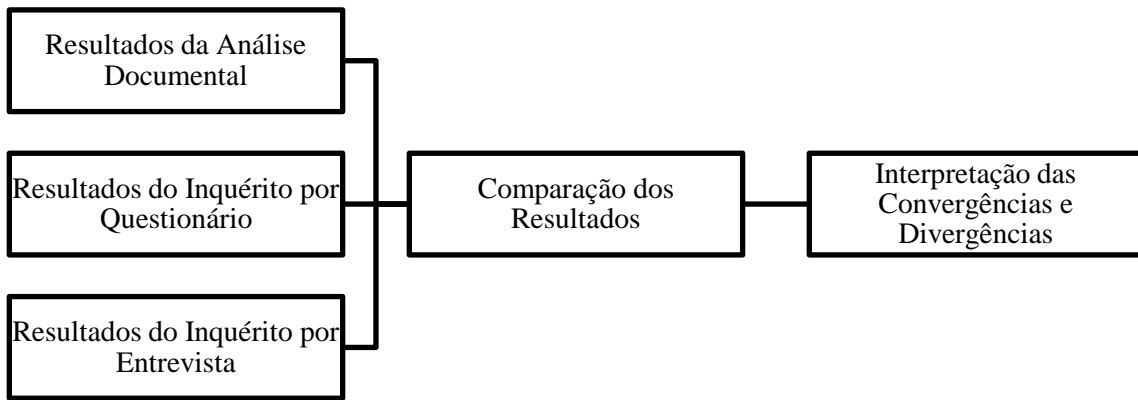 Resultados da Análise
Documental
Resultados do Inquérito por
Questionário
Resultados do Inquérito por
Entrevista
Comparação dos
Resultados
Interpretação das
Convergências e
Divergências